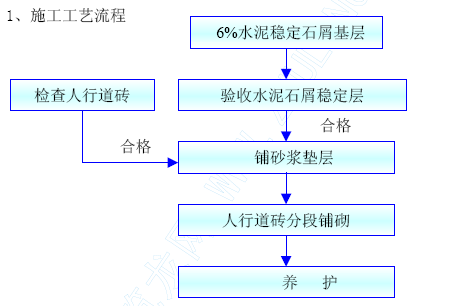 1、施工工艺流程
6%水泥稳定石屑基层
检查人行道砖
验收水泥石屑稳定层
合格
合格
铺砂浆垫层
人行道砖分段铺砌
养 护